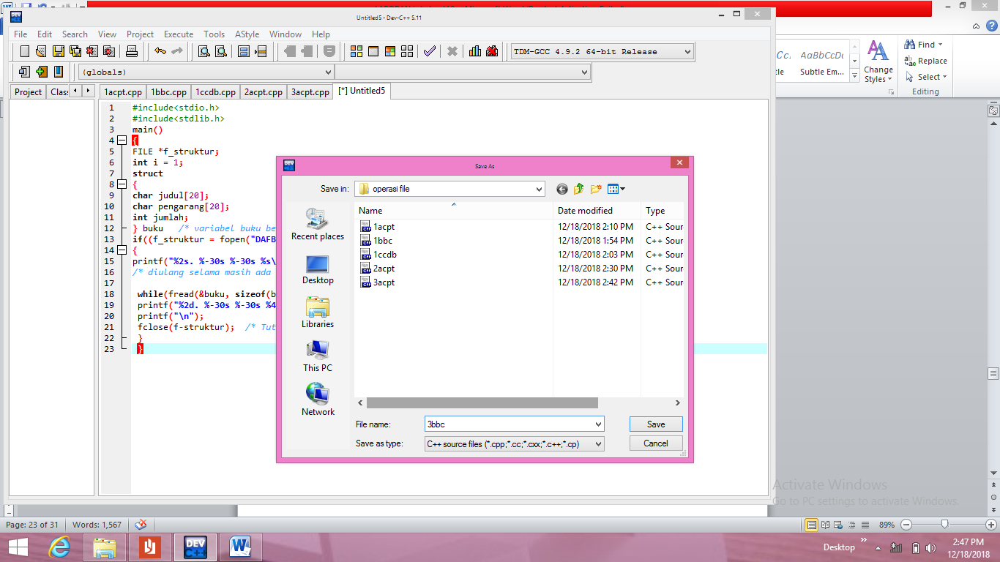 Untitled5 - Dev-C++ 5.11
File Edit Search View Project Execute Tools AStyle Window Help
TDM-GCC 4.9.2 64-bit Release
(globals)
Project Clas
1acpt.cpp 1bbc.cpp 1ccdb.cpp 2acpt.cpp 3acpt.cpp [*] Untitled5
1 #include<stdio.h>
2 #include<stdlib.h>
3 main()
4 {
5 FILE *f_struktur;
6 int i = 1;
7 struct
8 {
9 char judul[20];
10 char pengarang[20];
11 int jumlah;
12 } buku /* variabel buku be
13 if((f_struktur = fopen("DAFB
14 {
15 printf("%2s. %-30s %-30s %s\
16 /* diulang selama masih ada
17
18 while(fread(&buku, sizeof(b
19 printf("%2d. %-30s %-30s %4
20 printf("\n");
21 fclose(f-struktur); /* Tut
22 }
23 }
Save As
Save in: operasi file
Recent places
Desktop
Libraries
This PC
Network
Name Date modified Type
1acpt 12/18/2018 2:10 PM C++ Sour
1bbc 12/18/2018 1:54 PM C++ Sour
1ccdb 12/18/2018 2:03 PM C++ Sour
2acpt 12/18/2018 2:30 PM C++ Sour
3acpt 12/18/2018 2:42 PM C++ Sour
File name: 3bbc Save
Save as type: C++ source files (*.cpp;*.cc;*.cxx;*.c++;*.cp) Cancel
AaBbCcDc
Subtle Em...
Change
Styles
Find
Replace
Select
Editing
Activate Windows
Go to PC settings to activate Windows.
Page: 23 of 31 Words: 1,567 89%
Desktop
2:47 PM
12/18/2018